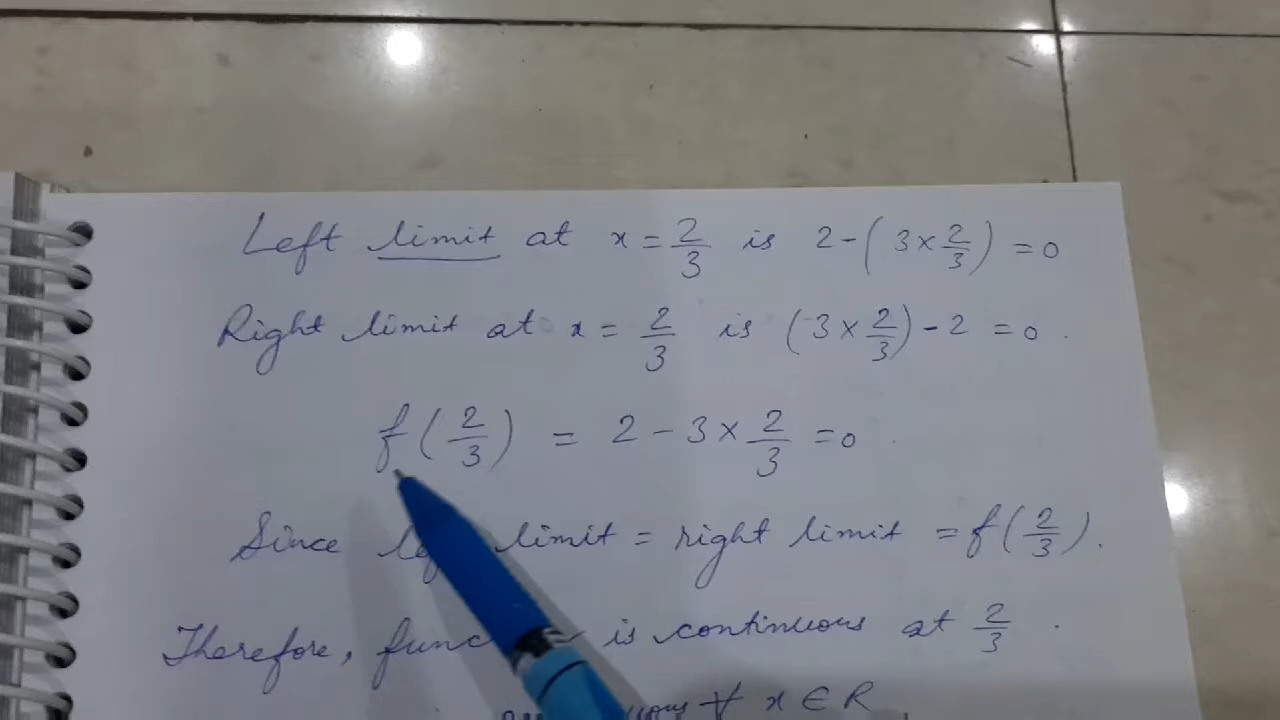 Left limit at x = 2/3 is 2 - (3 × 2/3) = 0
Right limit at x = 2/3 is (3 × 2/3) - 2 = 0.
f(2/3) = 2 - 3 × 2/3 = 0
Since limit = right limit = f(2/3).
Therefore, is continuous at 2/3.
∀ x ∈ R